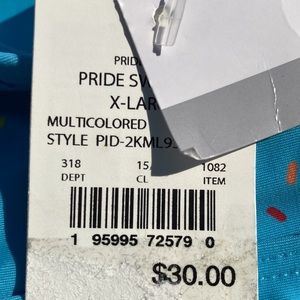 PRIDE
PRIDE SW
X-LAR
MULTICOLORED
STYLE PID-2KML9
318 15 1082
DEPT CL ITEM
1 95995 72579 0
$30.00